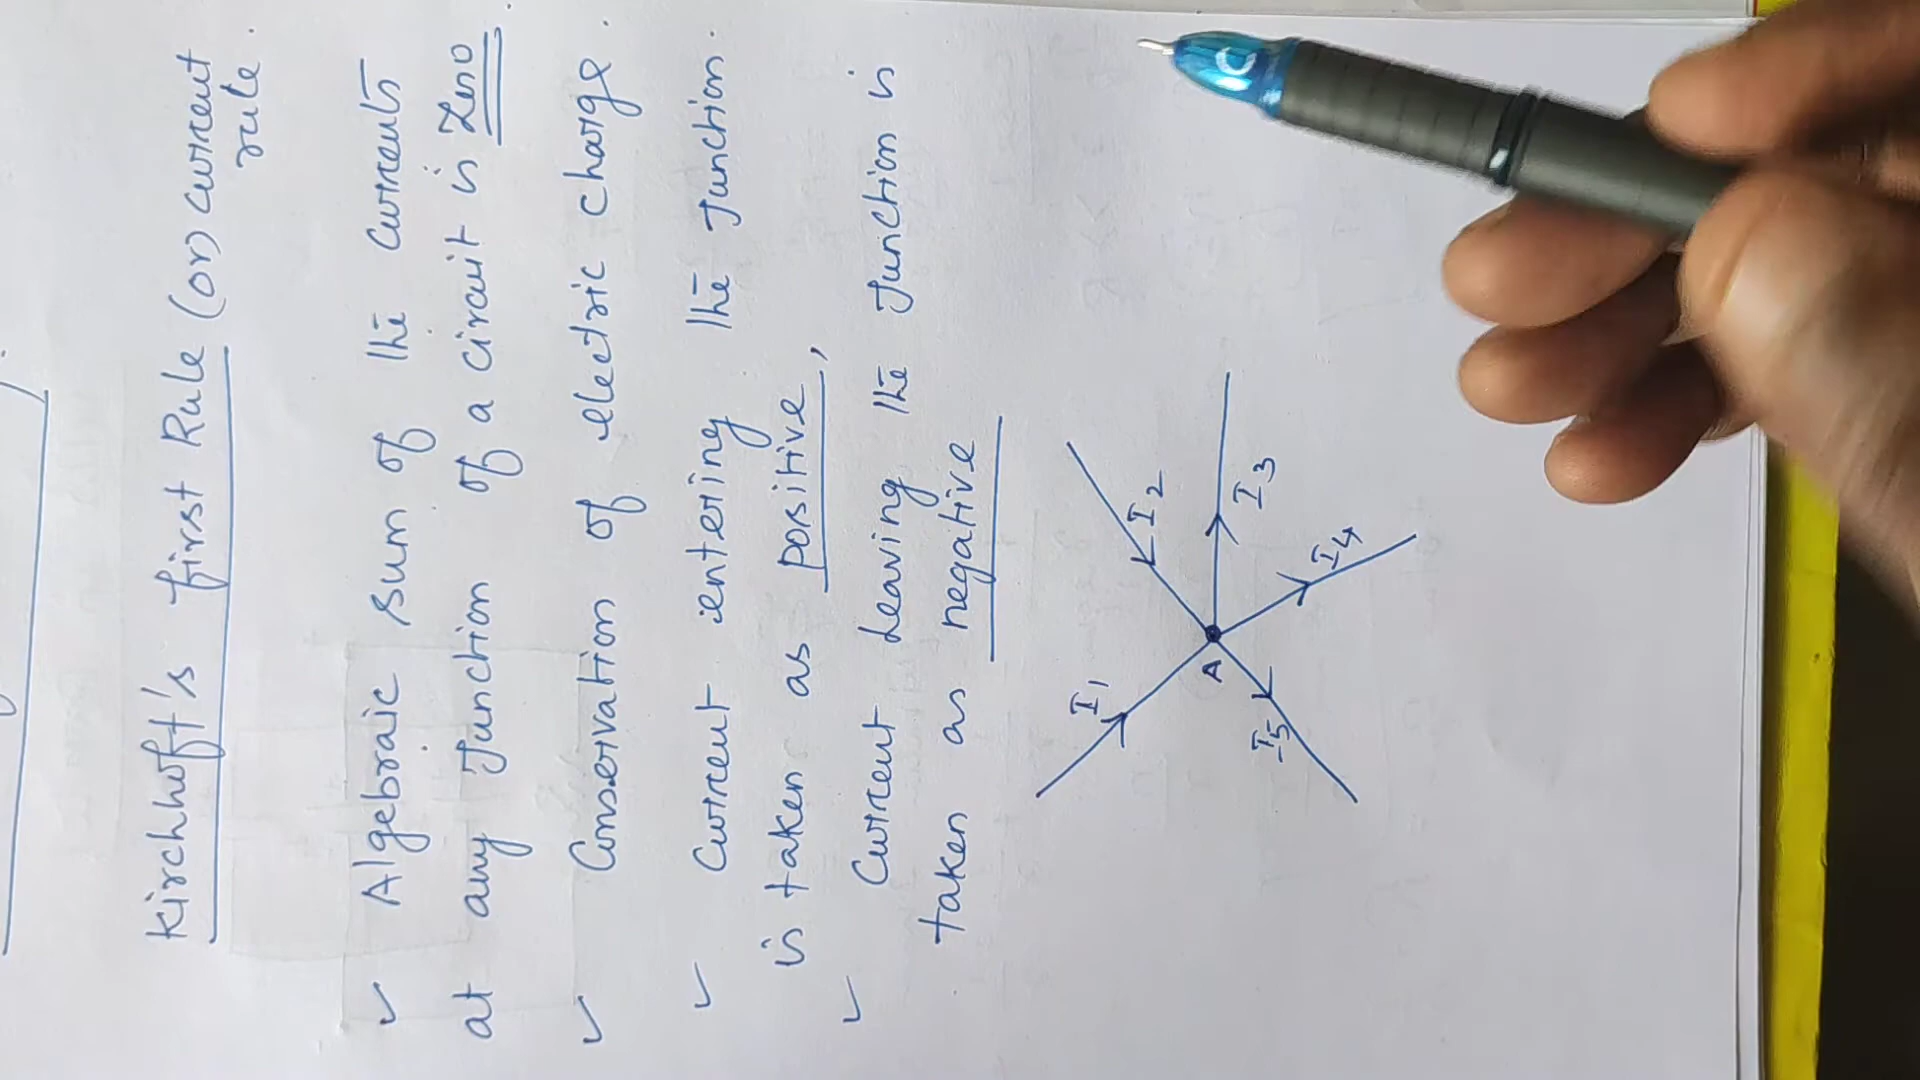 Kirchhoff's first Rule (or) current
rule.
✓ Algebraic sum of the currents
at any Junction of a circuit is Zero.
✓ Conservation of electric charge.
✓ Current entering the Junction.
is taken as positive,
✓ Current Leaving the Junction is
taken as negative
I1
I2
A
I3
I5
I4
C